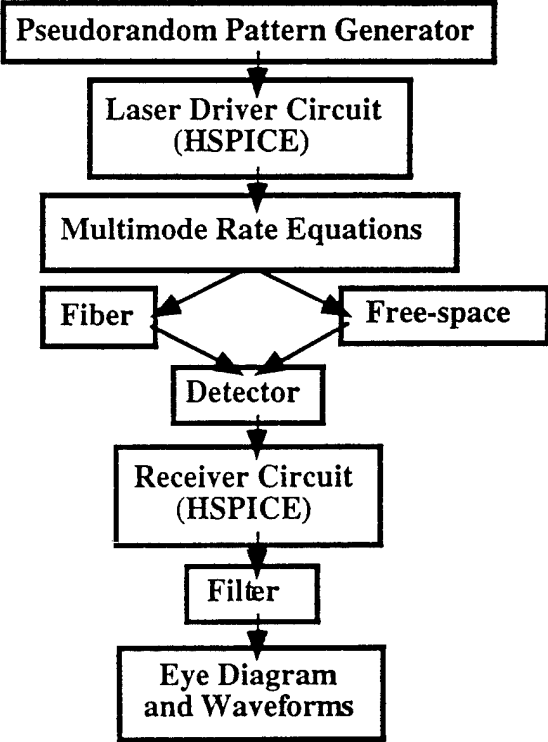 Pseudorandom Pattern Generator
Laser Driver Circuit
(HSPICE)
Multimode Rate Equations
Fiber
Free-space
Detector
Receiver Circuit
(HSPICE)
Filter
Eye Diagram
and Waveforms